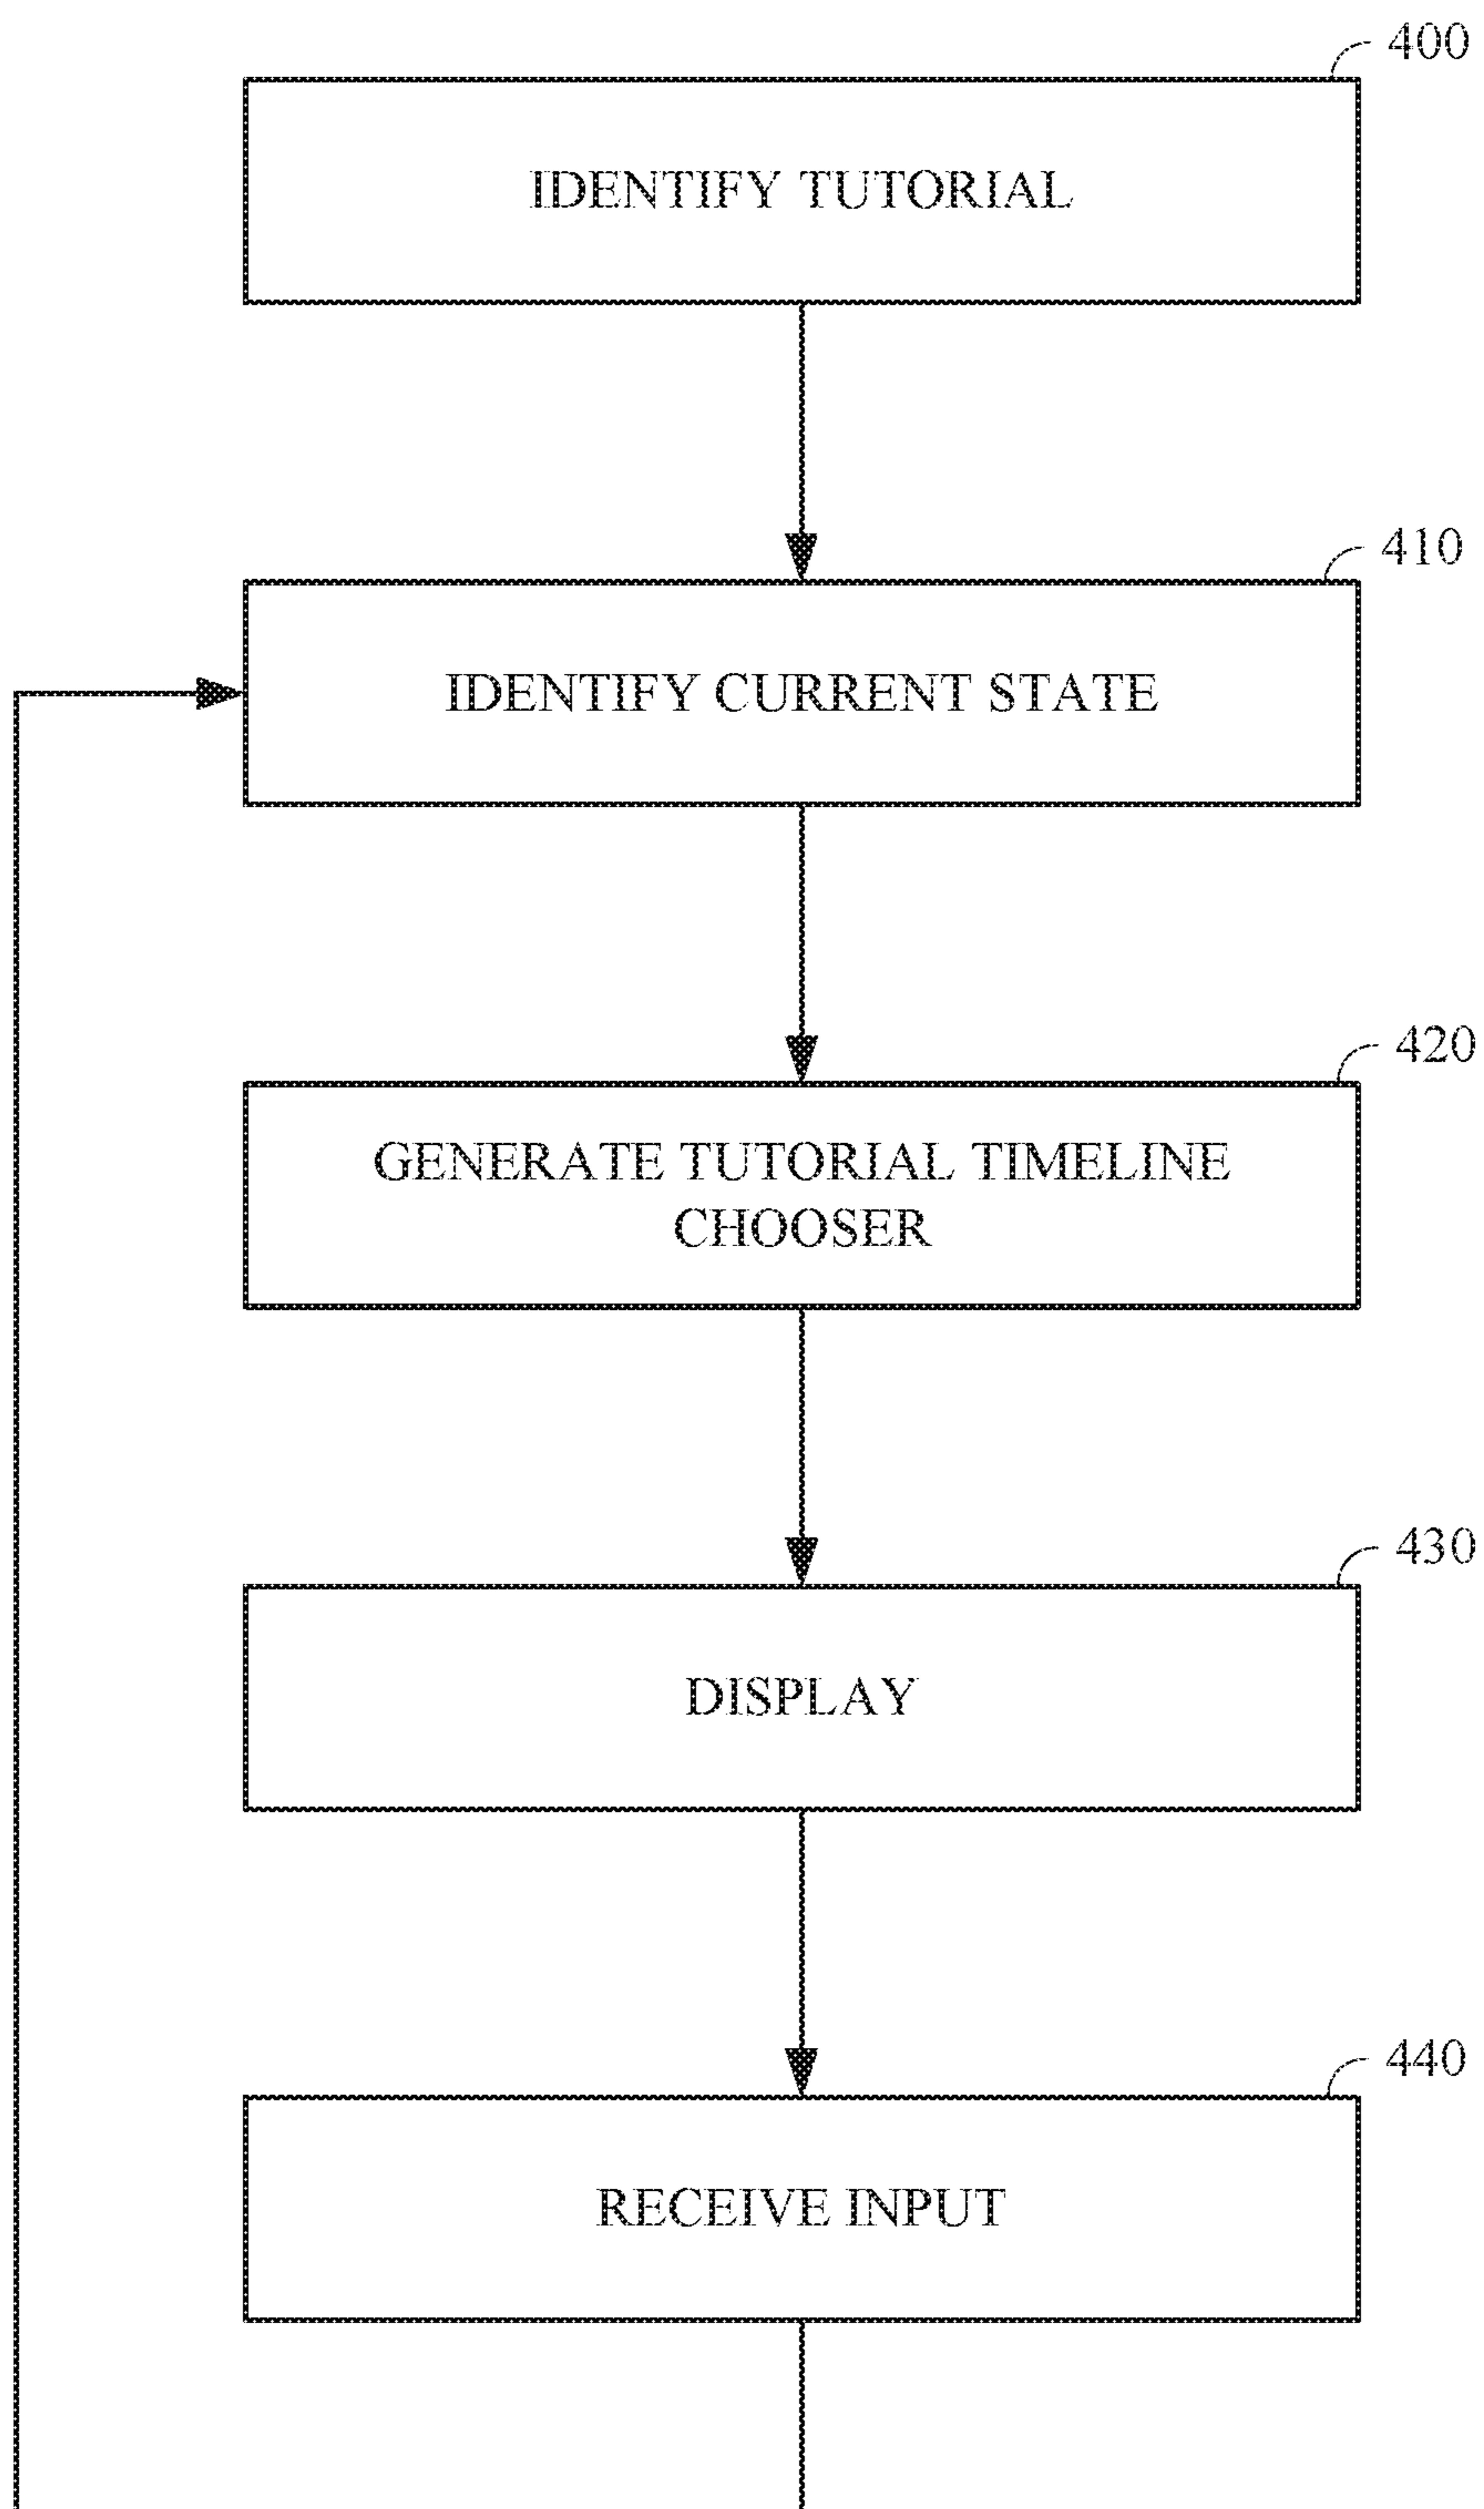 400
IDENTIFY TUTORIAL
410
IDENTIFY CURRENT STATE
420
GENERATE TUTORIAL TIMELINE
CHOOSER
430
DISPLAY
440
RECEIVE INPUT